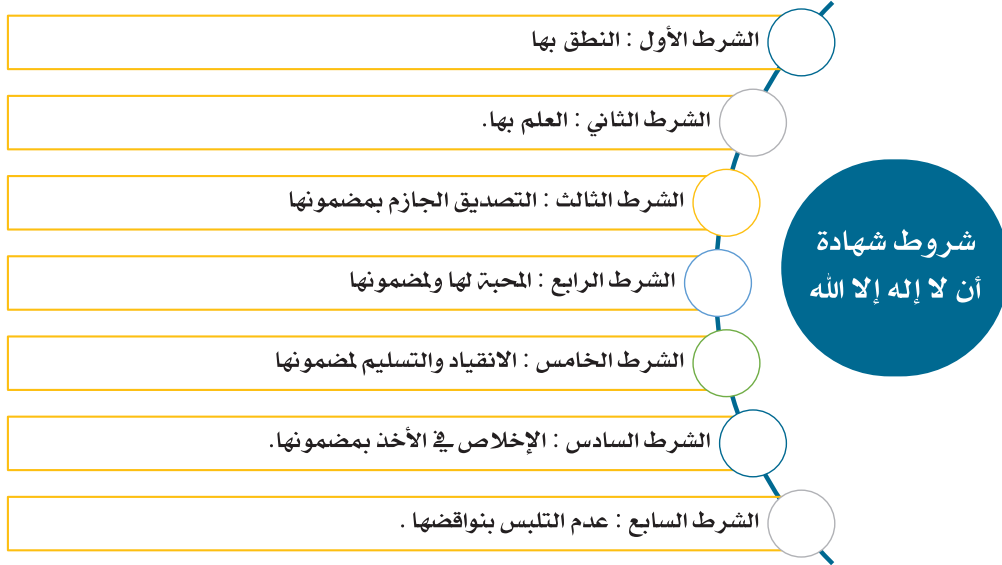 شروط شهادة
أن لا إله إلا الله
الشرط الأول : النطق بها
الشرط الثاني : العلم بها.
الشرط الثالث : التصديق الجازم بمضمونها
الشرط الرابع : المحبة لها ولمضمونها
الشرط الخامس : الانقياد والتسليم لمضمونها
الشرط السادس : الإخلاص في الأخذ بمضمونها.
الشرط السابع : عدم التلبس بنواقضها .